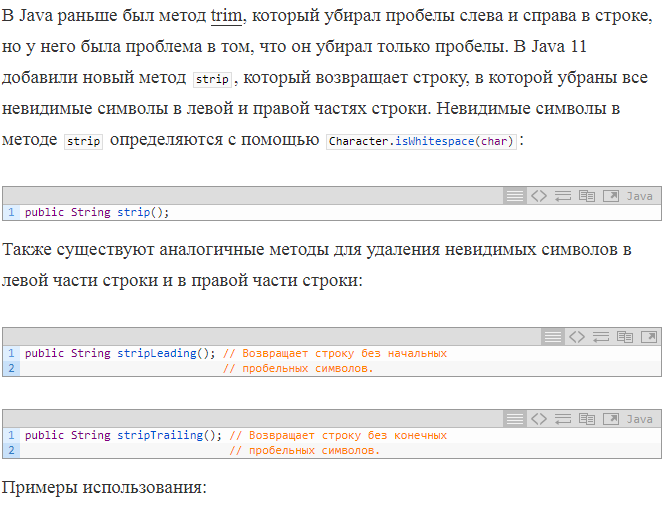 В Java раньше был метод trim, который убирал пробелы слева и справа в строке,
но у него была проблема в том, что он убирал только пробелы. В Java 11
добавили новый метод strip, который возвращает строку, в которой убраны все
невидимые символы в левой и правой частях строки. Невидимые символы в
методе strip определяются с помощью Character.isWhitespace(char):
Java
1 public String strip();
Также существуют аналогичные методы для удаления невидимых символов в
левой части строки и в правой части строки:
1 public String stripLeading(); // Возвращает строку без начальных
2 // пробельных символов.
Java
1 public String stripTrailing(); // Возвращает строку без конечных
2 // пробельных символов.
Примеры использования: